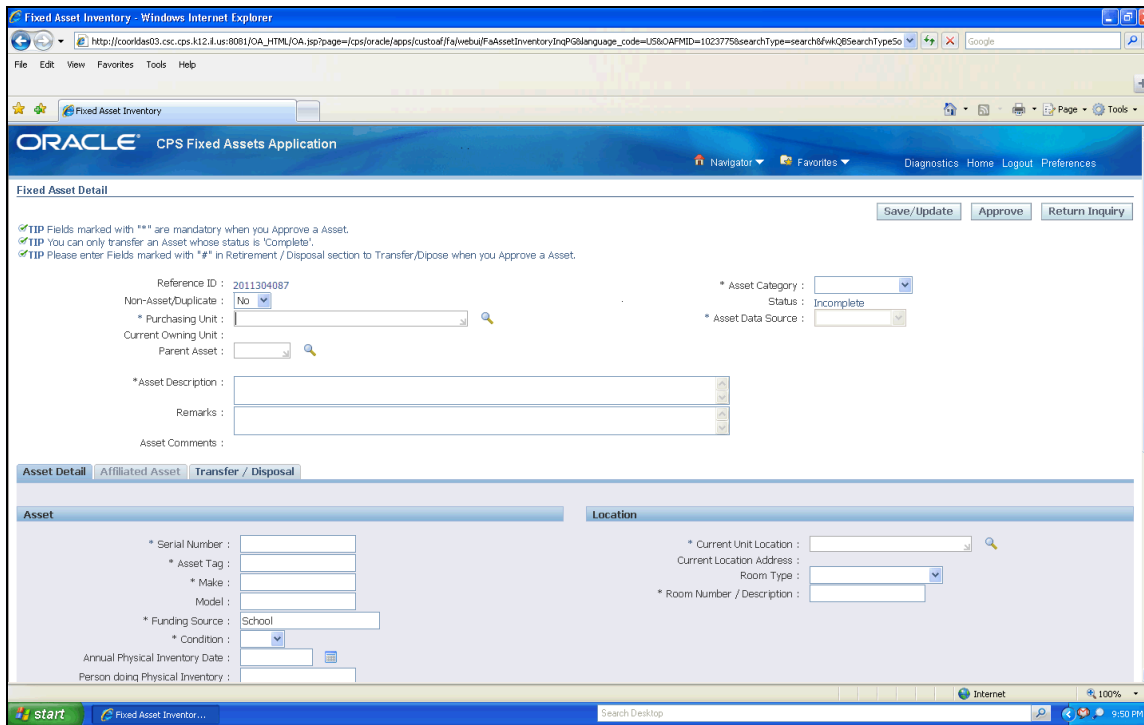 Fixed Asset Inventory - Windows Internet Explorer
http://coorldas03.csc.cps.k12.il.us:8081/OA_HTML/OA.jsp?page=/cps/oracle/apps/custoaf/fa/webui/FaAssetInventoryInqPG&language_code=US&OAFMID=1023775&searchType=search&fwkQBSearchTypeSo Google
File Edit View Favorites Tools Help
Fixed Asset Inventory Page Tools
ORACLE CPS Fixed Assets Application
Navigator Favorites Diagnostics Home Logout Preferences
Fixed Asset Detail
Save/Update Approve Return Inquiry
TIP Fields marked with "*" are mandatory when you Approve a Asset.
TIP You can only transfer an Asset whose status is 'Complete'.
TIP Please enter Fields marked with "#" in Retirement / Disposal section to Transfer/Dipose when you Approve a Asset.
Reference ID : 2011304087 * Asset Category :
Non-Asset/Duplicate : No Status : Incomplete
* Purchasing Unit : * Asset Data Source :
Current Owning Unit :
Parent Asset :
*Asset Description :
Remarks :
Asset Comments :
Asset Detail Affiliated Asset Transfer / Disposal
Asset Location
* Serial Number : * Current Unit Location :
* Asset Tag : Current Location Address :
* Make : Room Type :
Model : * Room Number / Description :
* Funding Source : School
* Condition :
Annual Physical Inventory Date :
Person doing Physical Inventory :
Internet 100%
start Fixed Asset Inventor... Search Desktop 9:50 PM